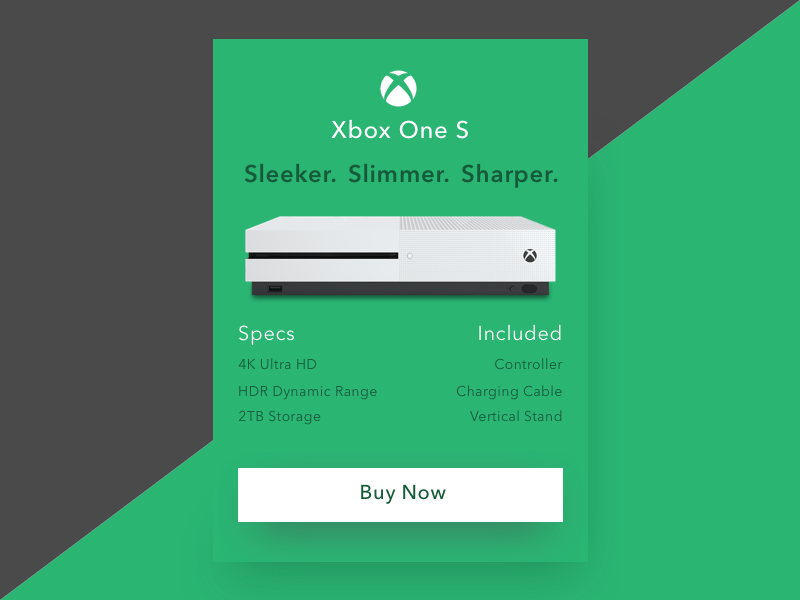 Xbox One S
Sleeker. Slimmer. Sharper.
Specs
4K Ultra HD
HDR Dynamic Range
2TB Storage
Included
Controller
Charging Cable
Vertical Stand
Buy Now